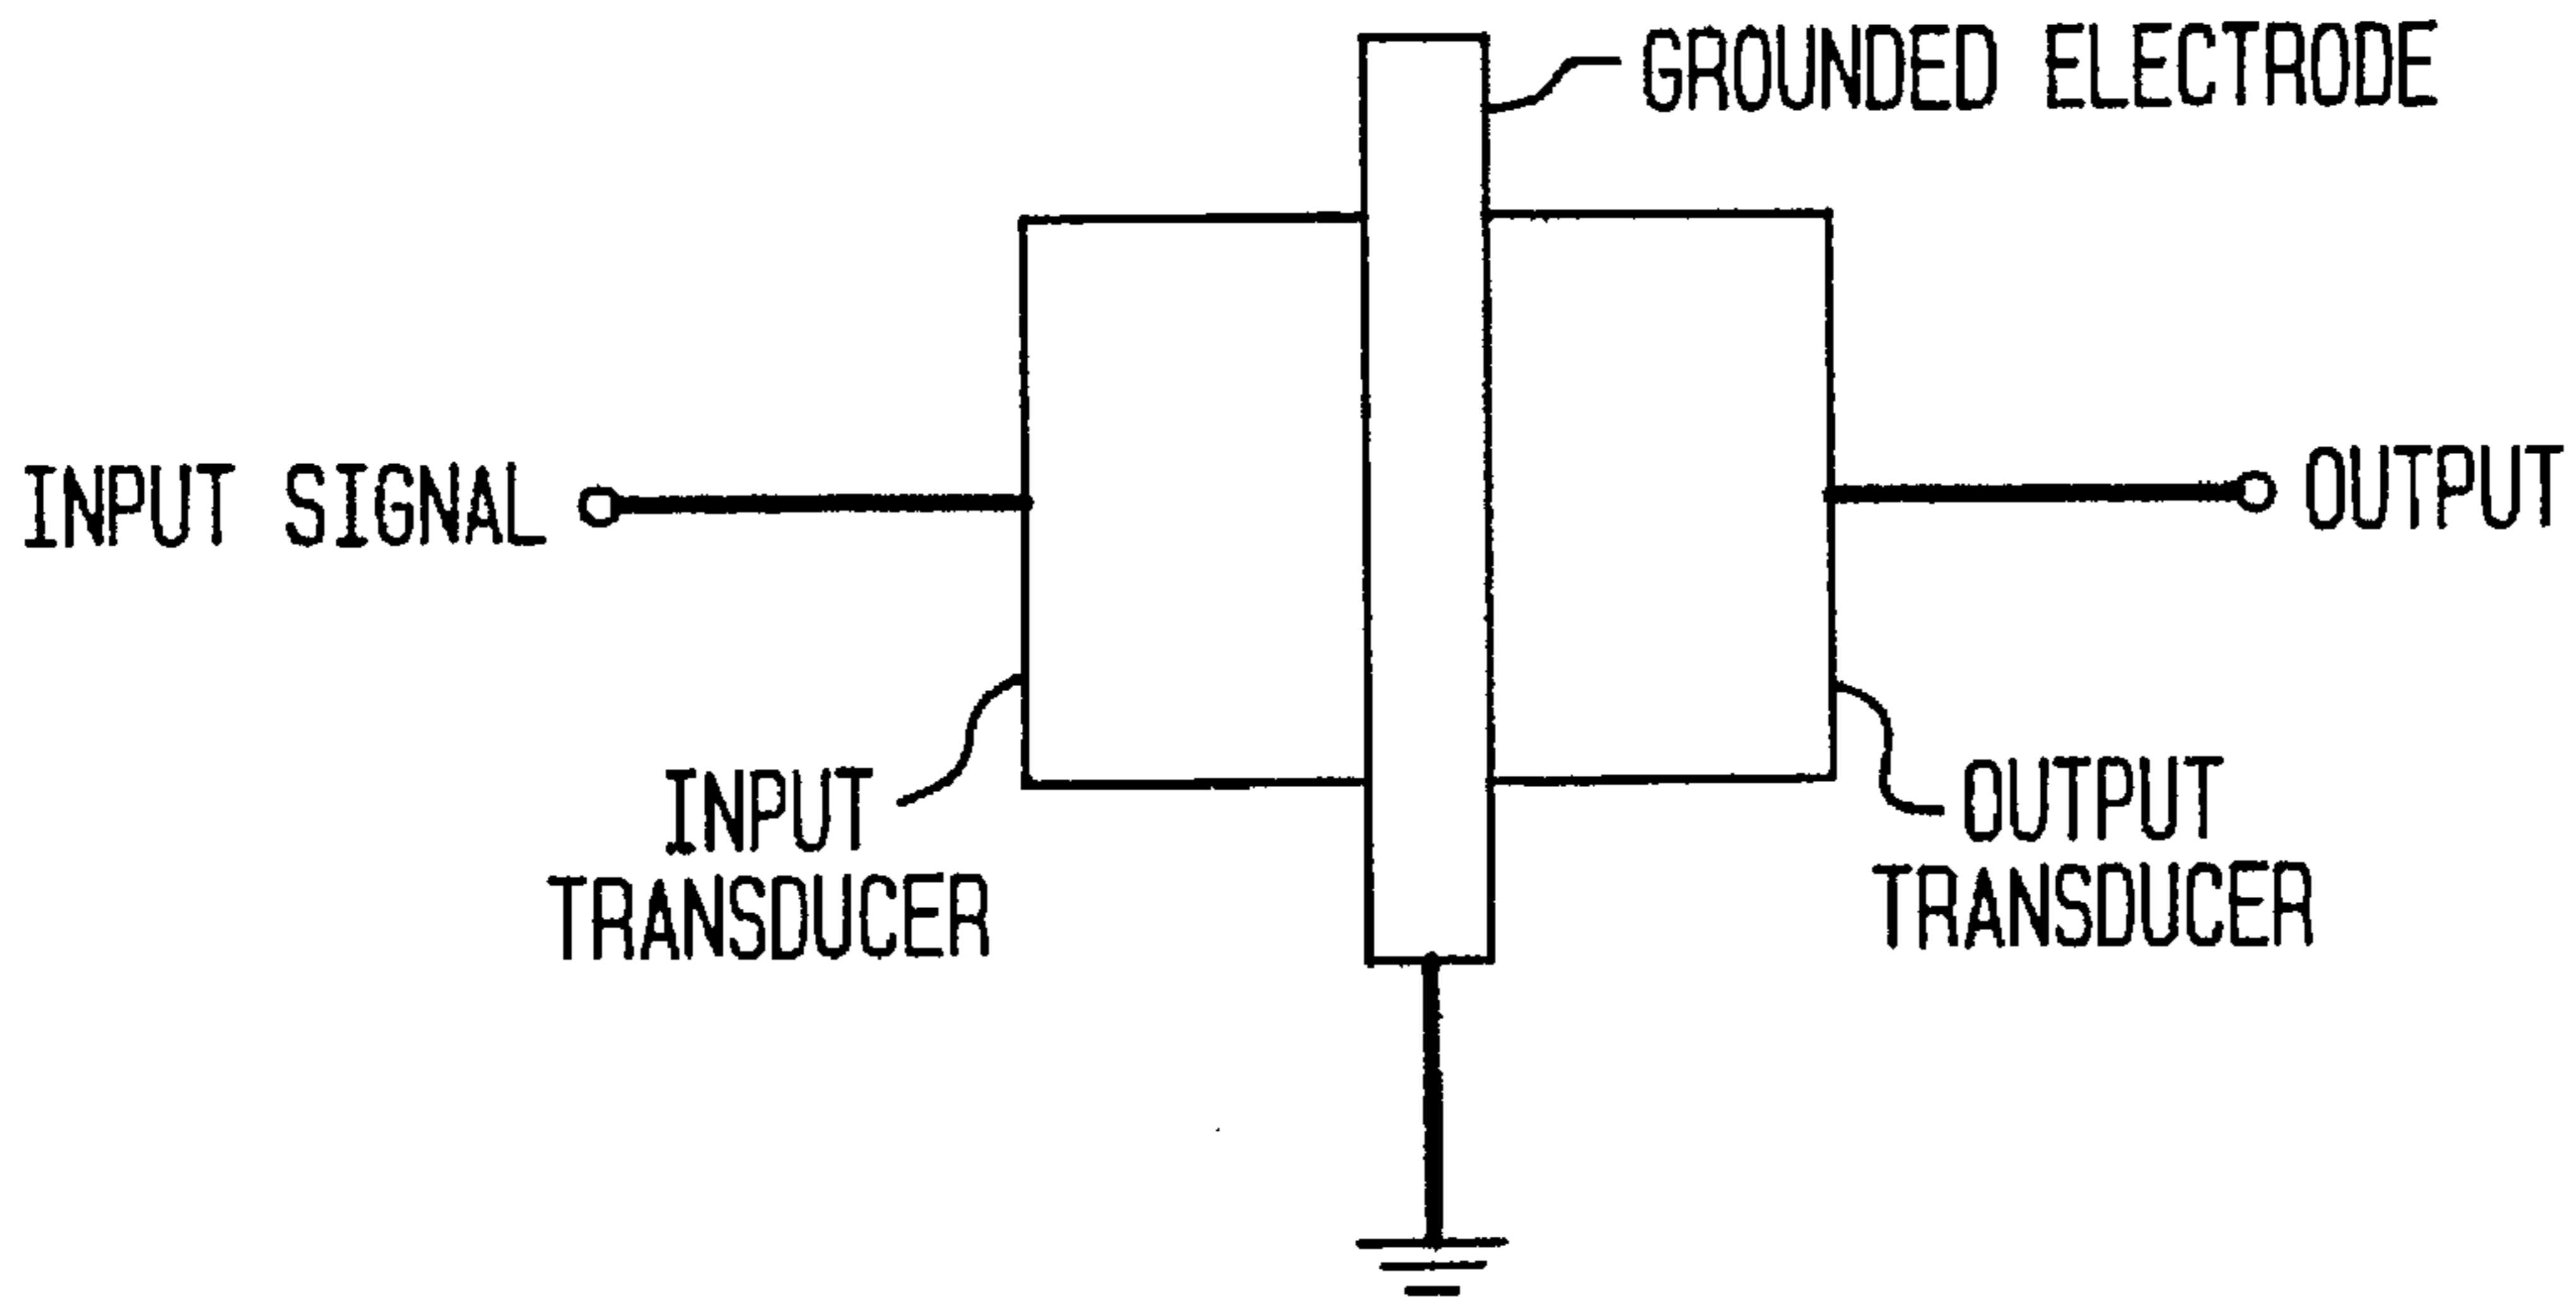 GROUNDED ELECTRODE
INPUT SIGNAL
OUTPUT
INPUT
TRANSDUCER
OUTPUT
TRANSDUCER